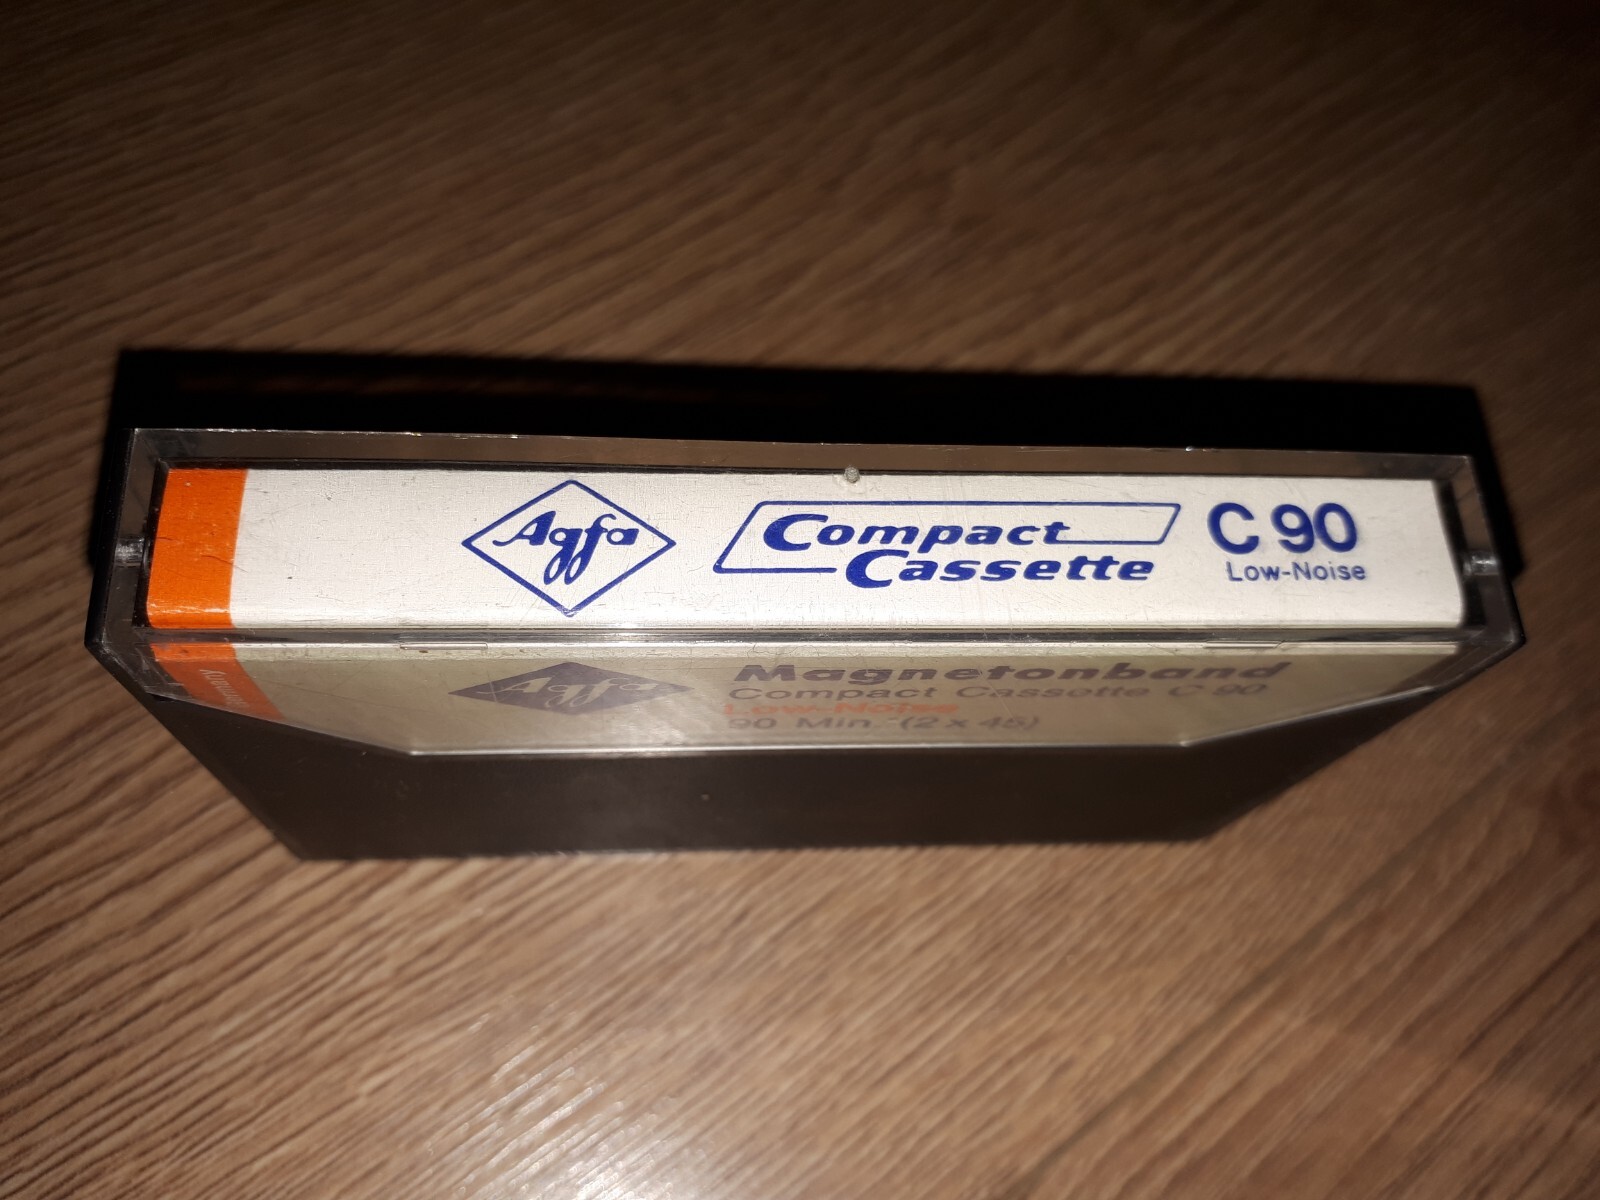 Agfa
Compact
Cassette
C 90
Low-Noise
Agfa
Magnetonband
Compact Cassette C 90
Low-Noise
90 Min. (2 x 45)